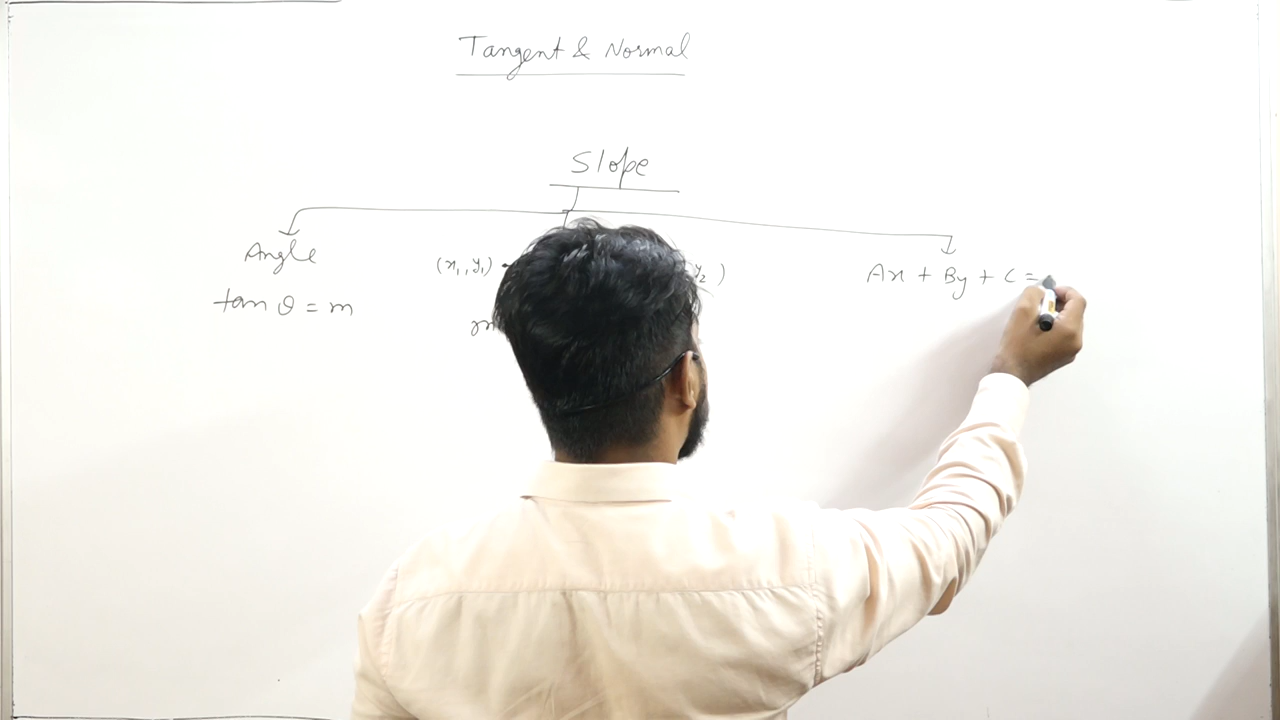 Tangent & Normal
Slope
Angle
tan θ = m
(x₁, y₁)
y₂ )
m
Ax + By + C =